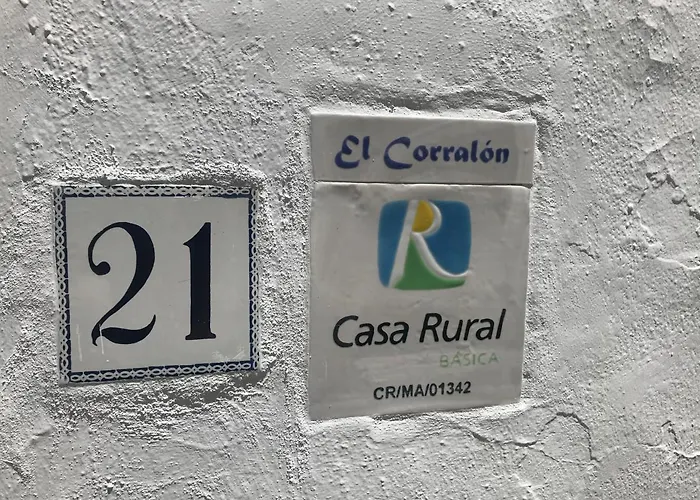 21
El Corralón
R
Casa Rural
BÁSICA
CR/MA/01342